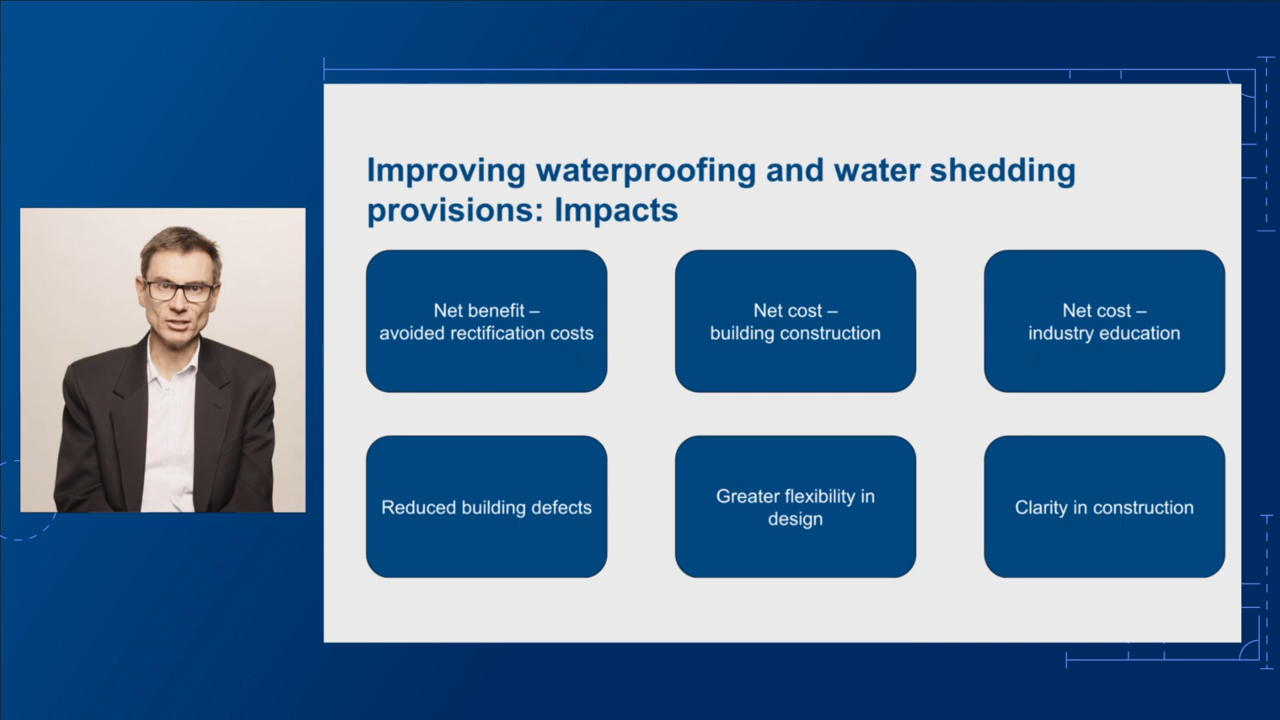 Improving waterproofing and water shedding
provisions: Impacts
Net benefit –
avoided rectification costs
Net cost –
building construction
Net cost –
industry education
Reduced building defects
Greater flexibility in
design
Clarity in construction